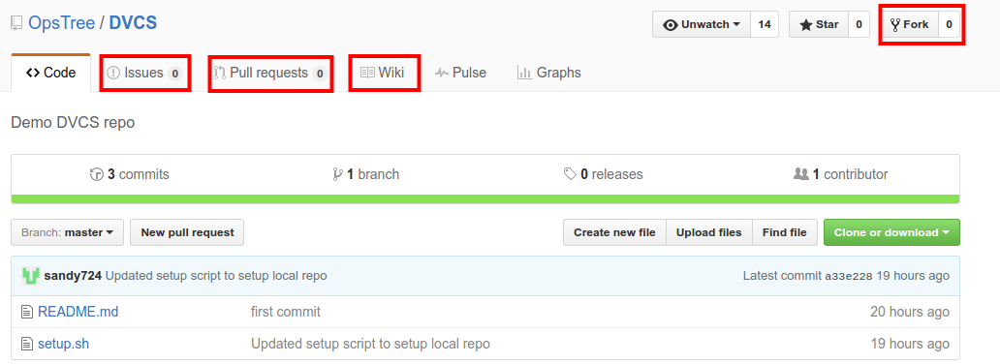 OpsTree / DVCS Unwatch 14 Star 0 Fork 0
Code Issues 0 Pull requests 0 Wiki Pulse Graphs
Demo DVCS repo
3 commits 1 branch 0 releases 1 contributor
Branch: master New pull request Create new file Upload files Find file Clone or download
sandy724 Updated setup script to setup local repo Latest commit a33e228 19 hours ago
README.md first commit 20 hours ago
setup.sh Updated setup script to setup local repo 19 hours ago